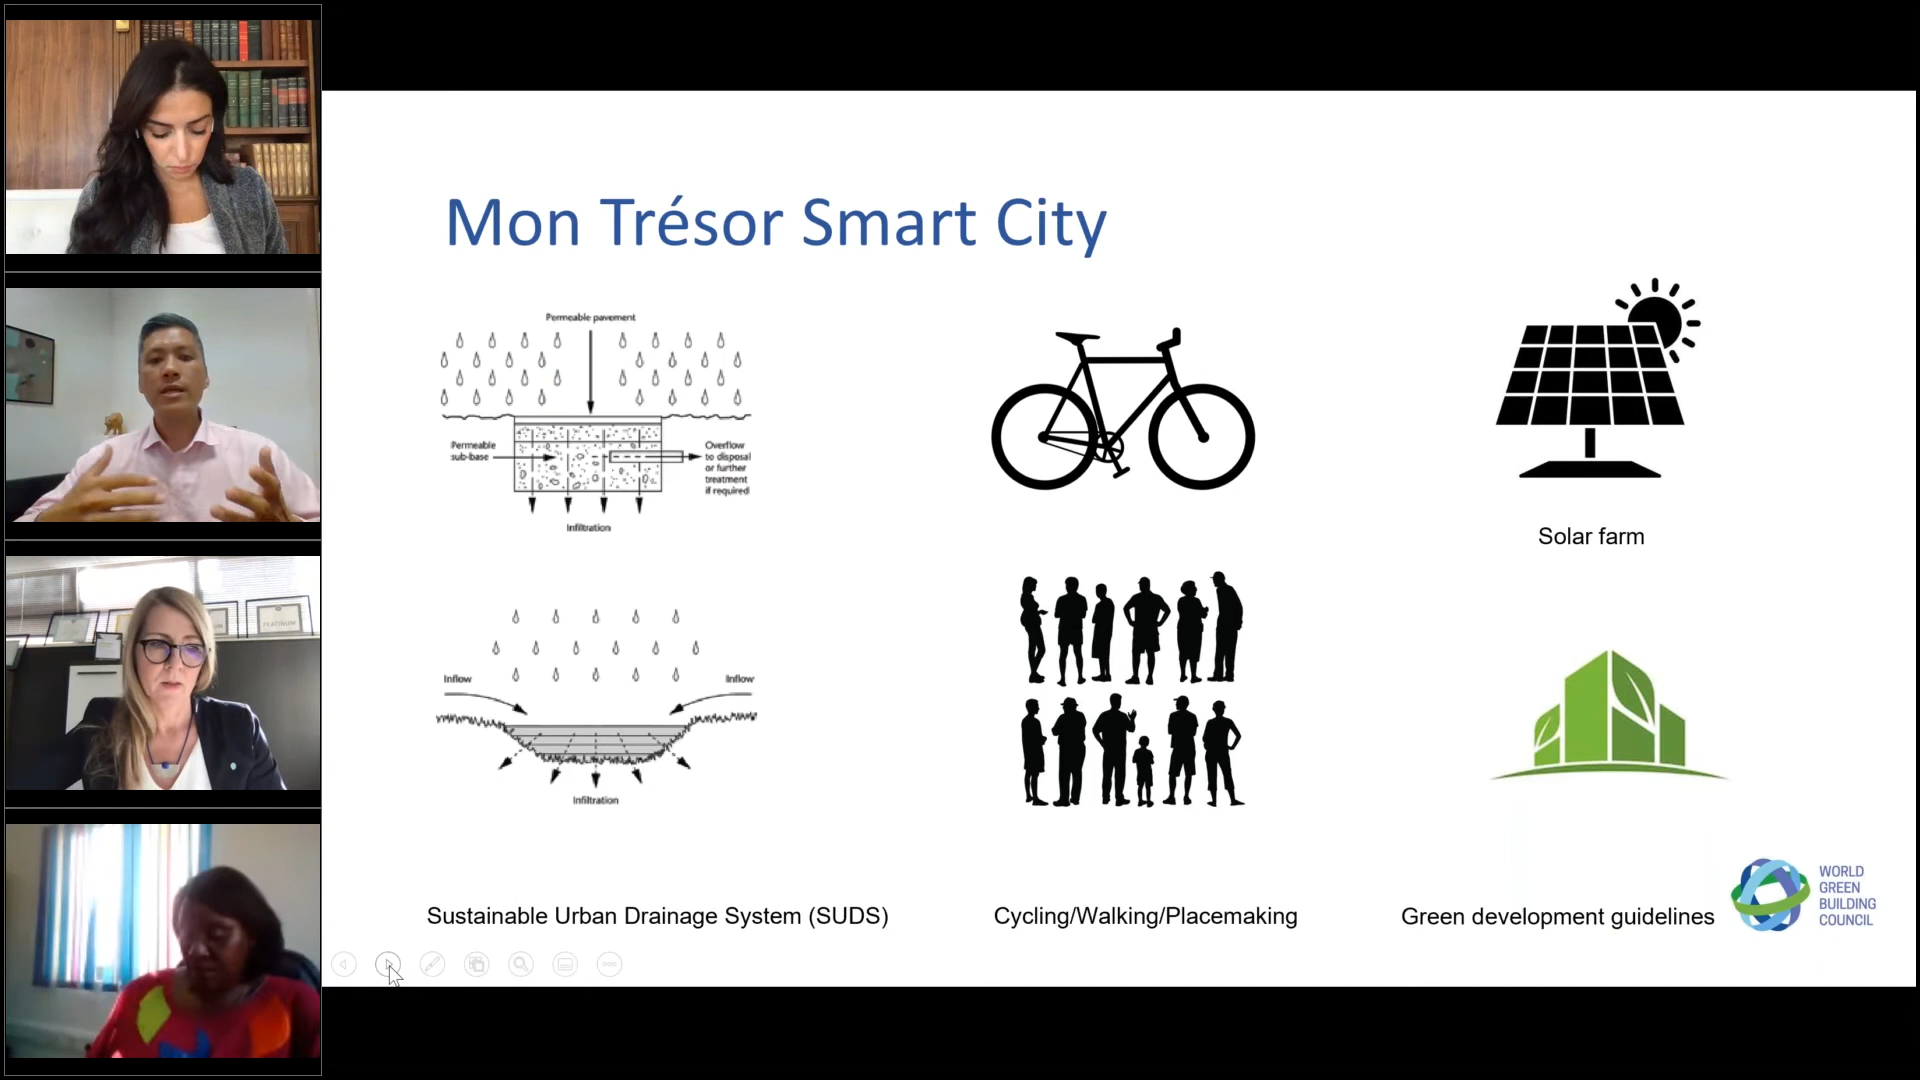 Mon Trésor Smart City
Permeable pavement
Permeable
sub-base
Overflow
to disposal
or further
treatment
if required
Infiltration
Solar farm
Inflow
Inflow
Infiltration
Sustainable Urban Drainage System (SUDS)
Cycling/Walking/Placemaking
Green development guidelines
WORLD
GREEN
BUILDING
COUNCIL
PLATINUM